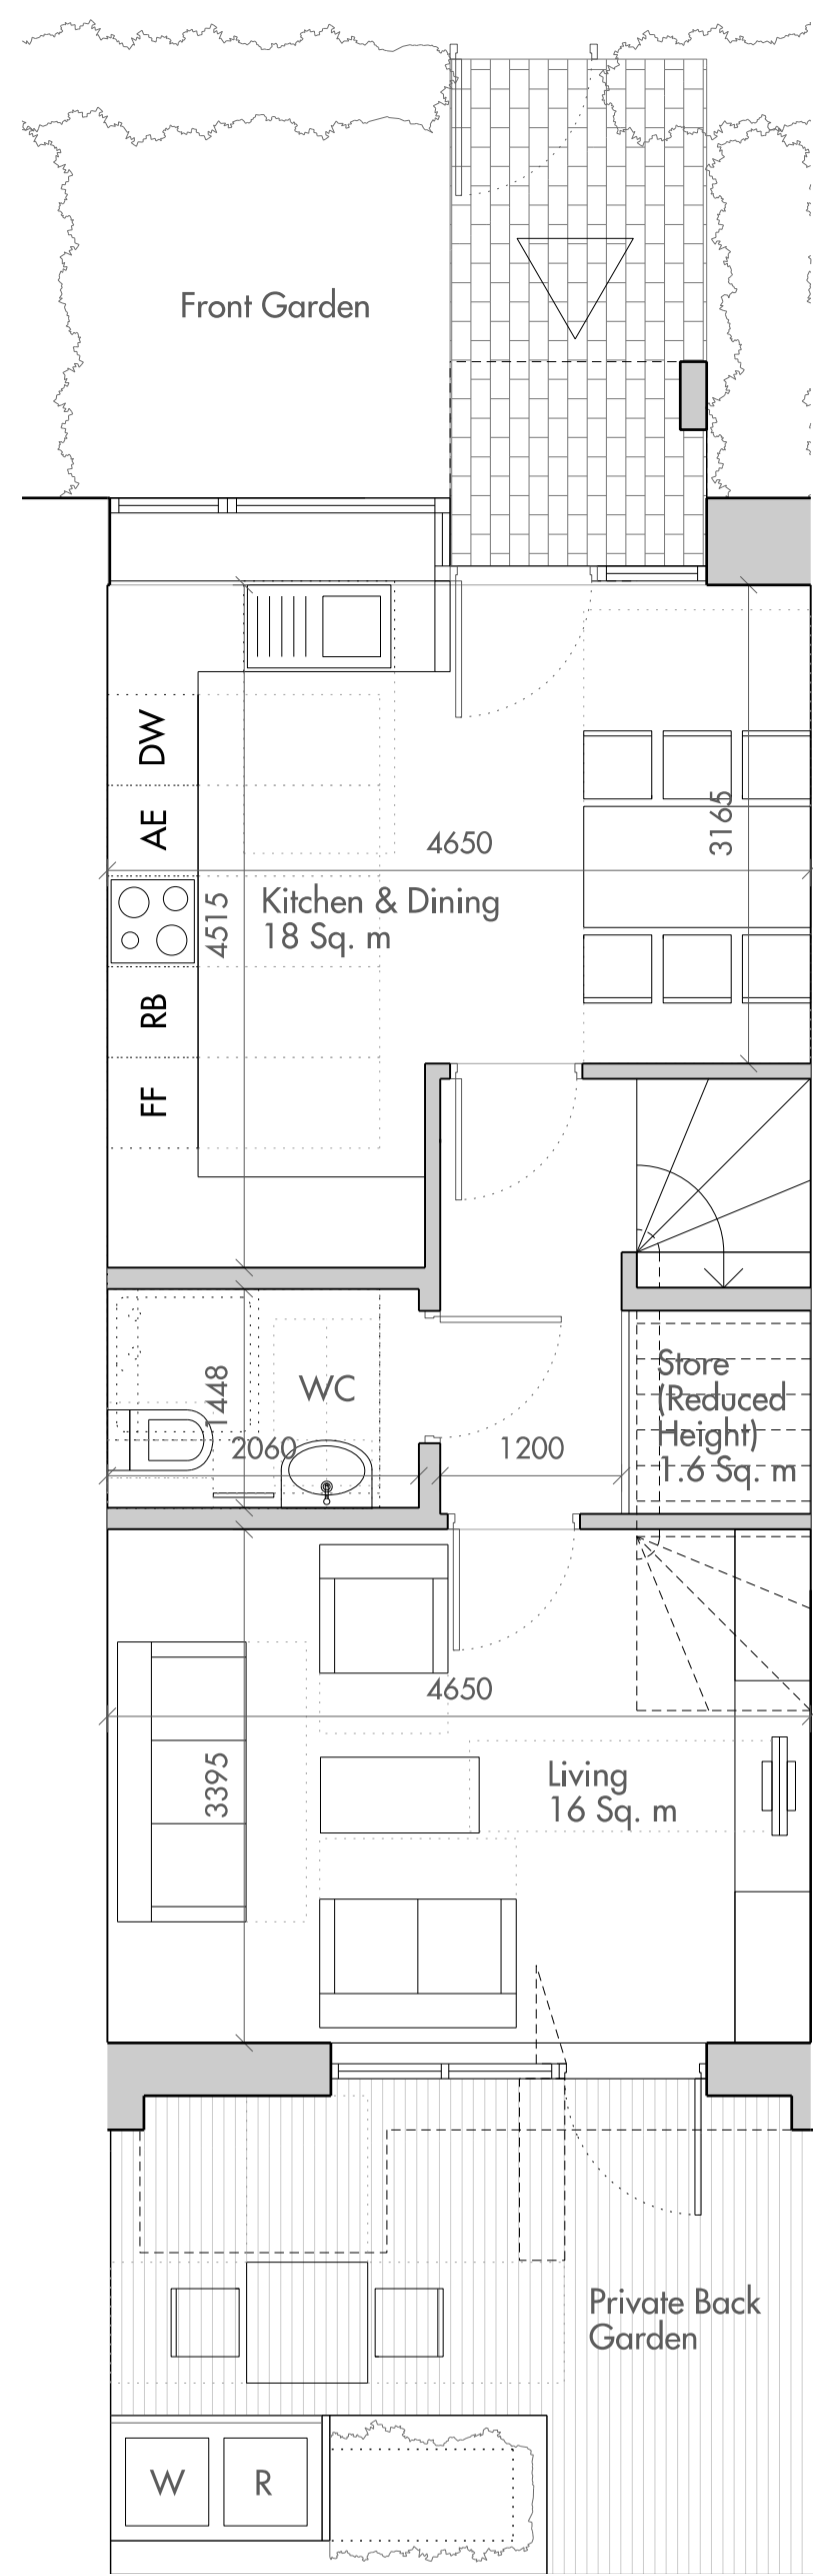 Front Garden
DW
AE
4650
3165
4515
Kitchen & Dining
18 Sq. m
RB
FF
Store
(Reduced
Height)
1.6 Sq. m
WC
1448
2060
1200
4650
3395
Living
16 Sq. m
Private Back
Garden
W
R